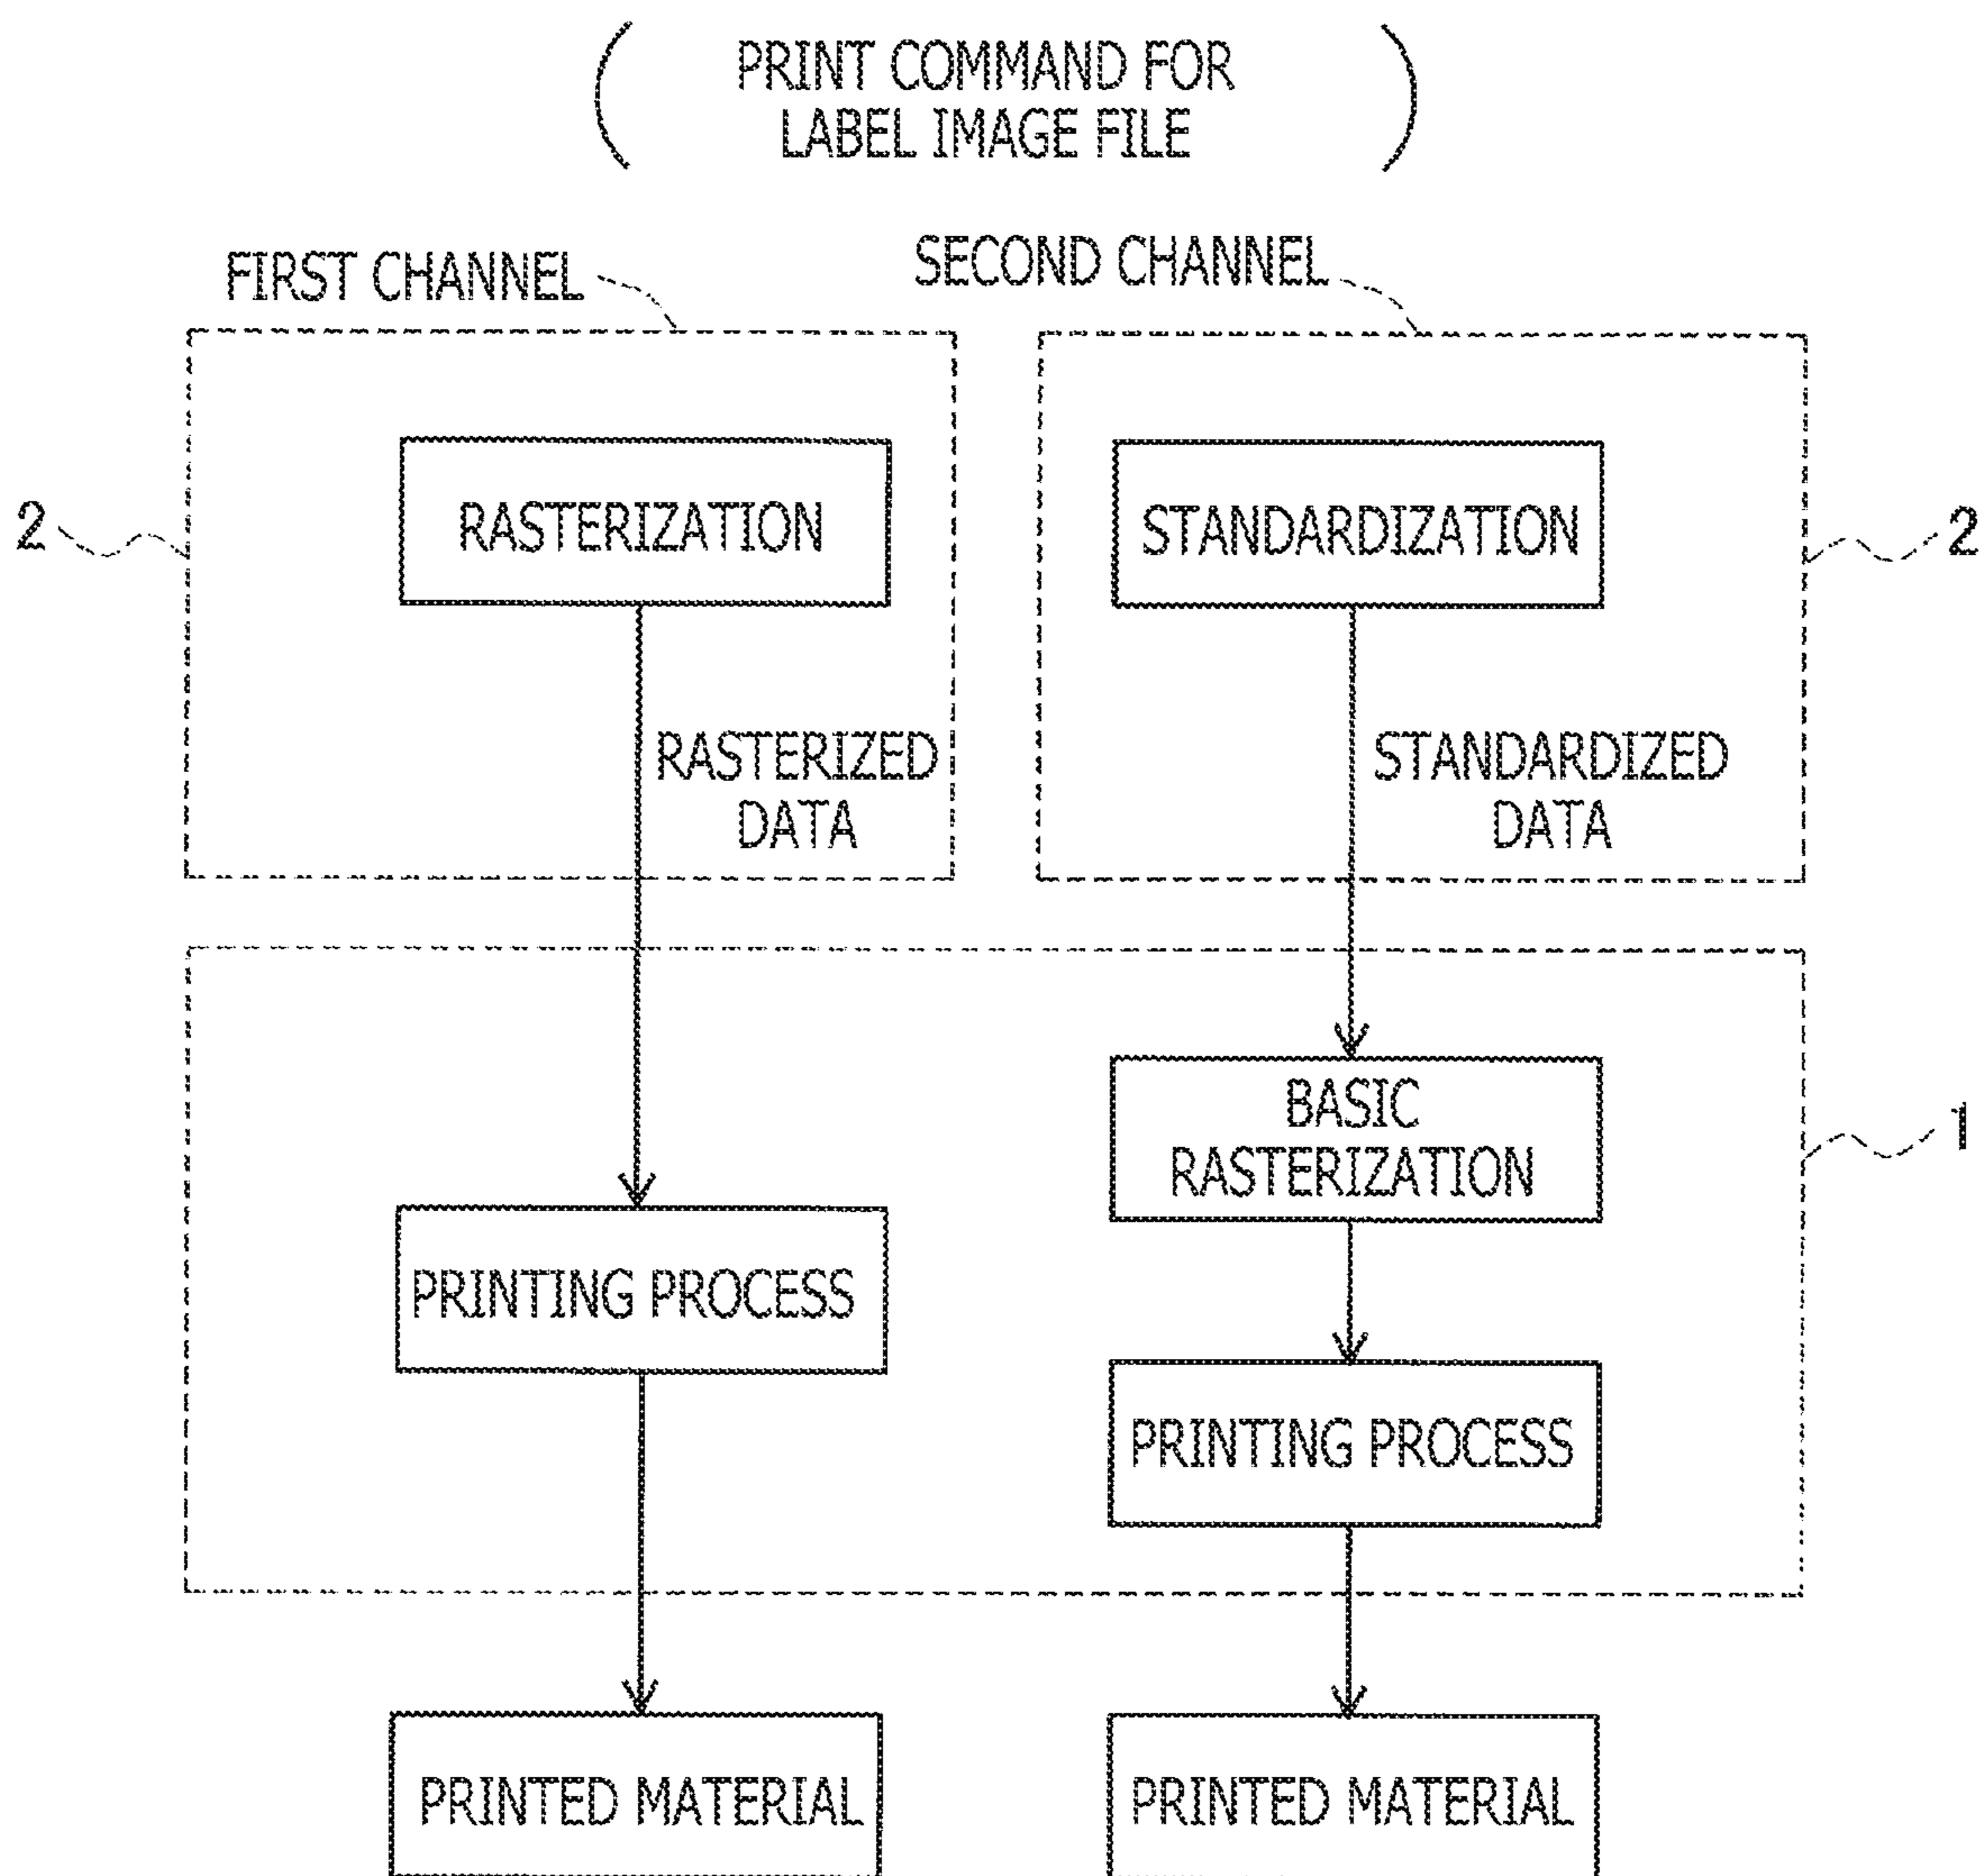 PRINT COMMAND FOR
LABEL IMAGE FILE
FIRST CHANNEL
SECOND CHANNEL
2
RASTERIZATION
STANDARDIZATION
2
RASTERIZED
DATA
STANDARDIZED
DATA
BASIC
RASTERIZATION
1
PRINTING PROCESS
PRINTING PROCESS
PRINTED MATERIAL
PRINTED MATERIAL